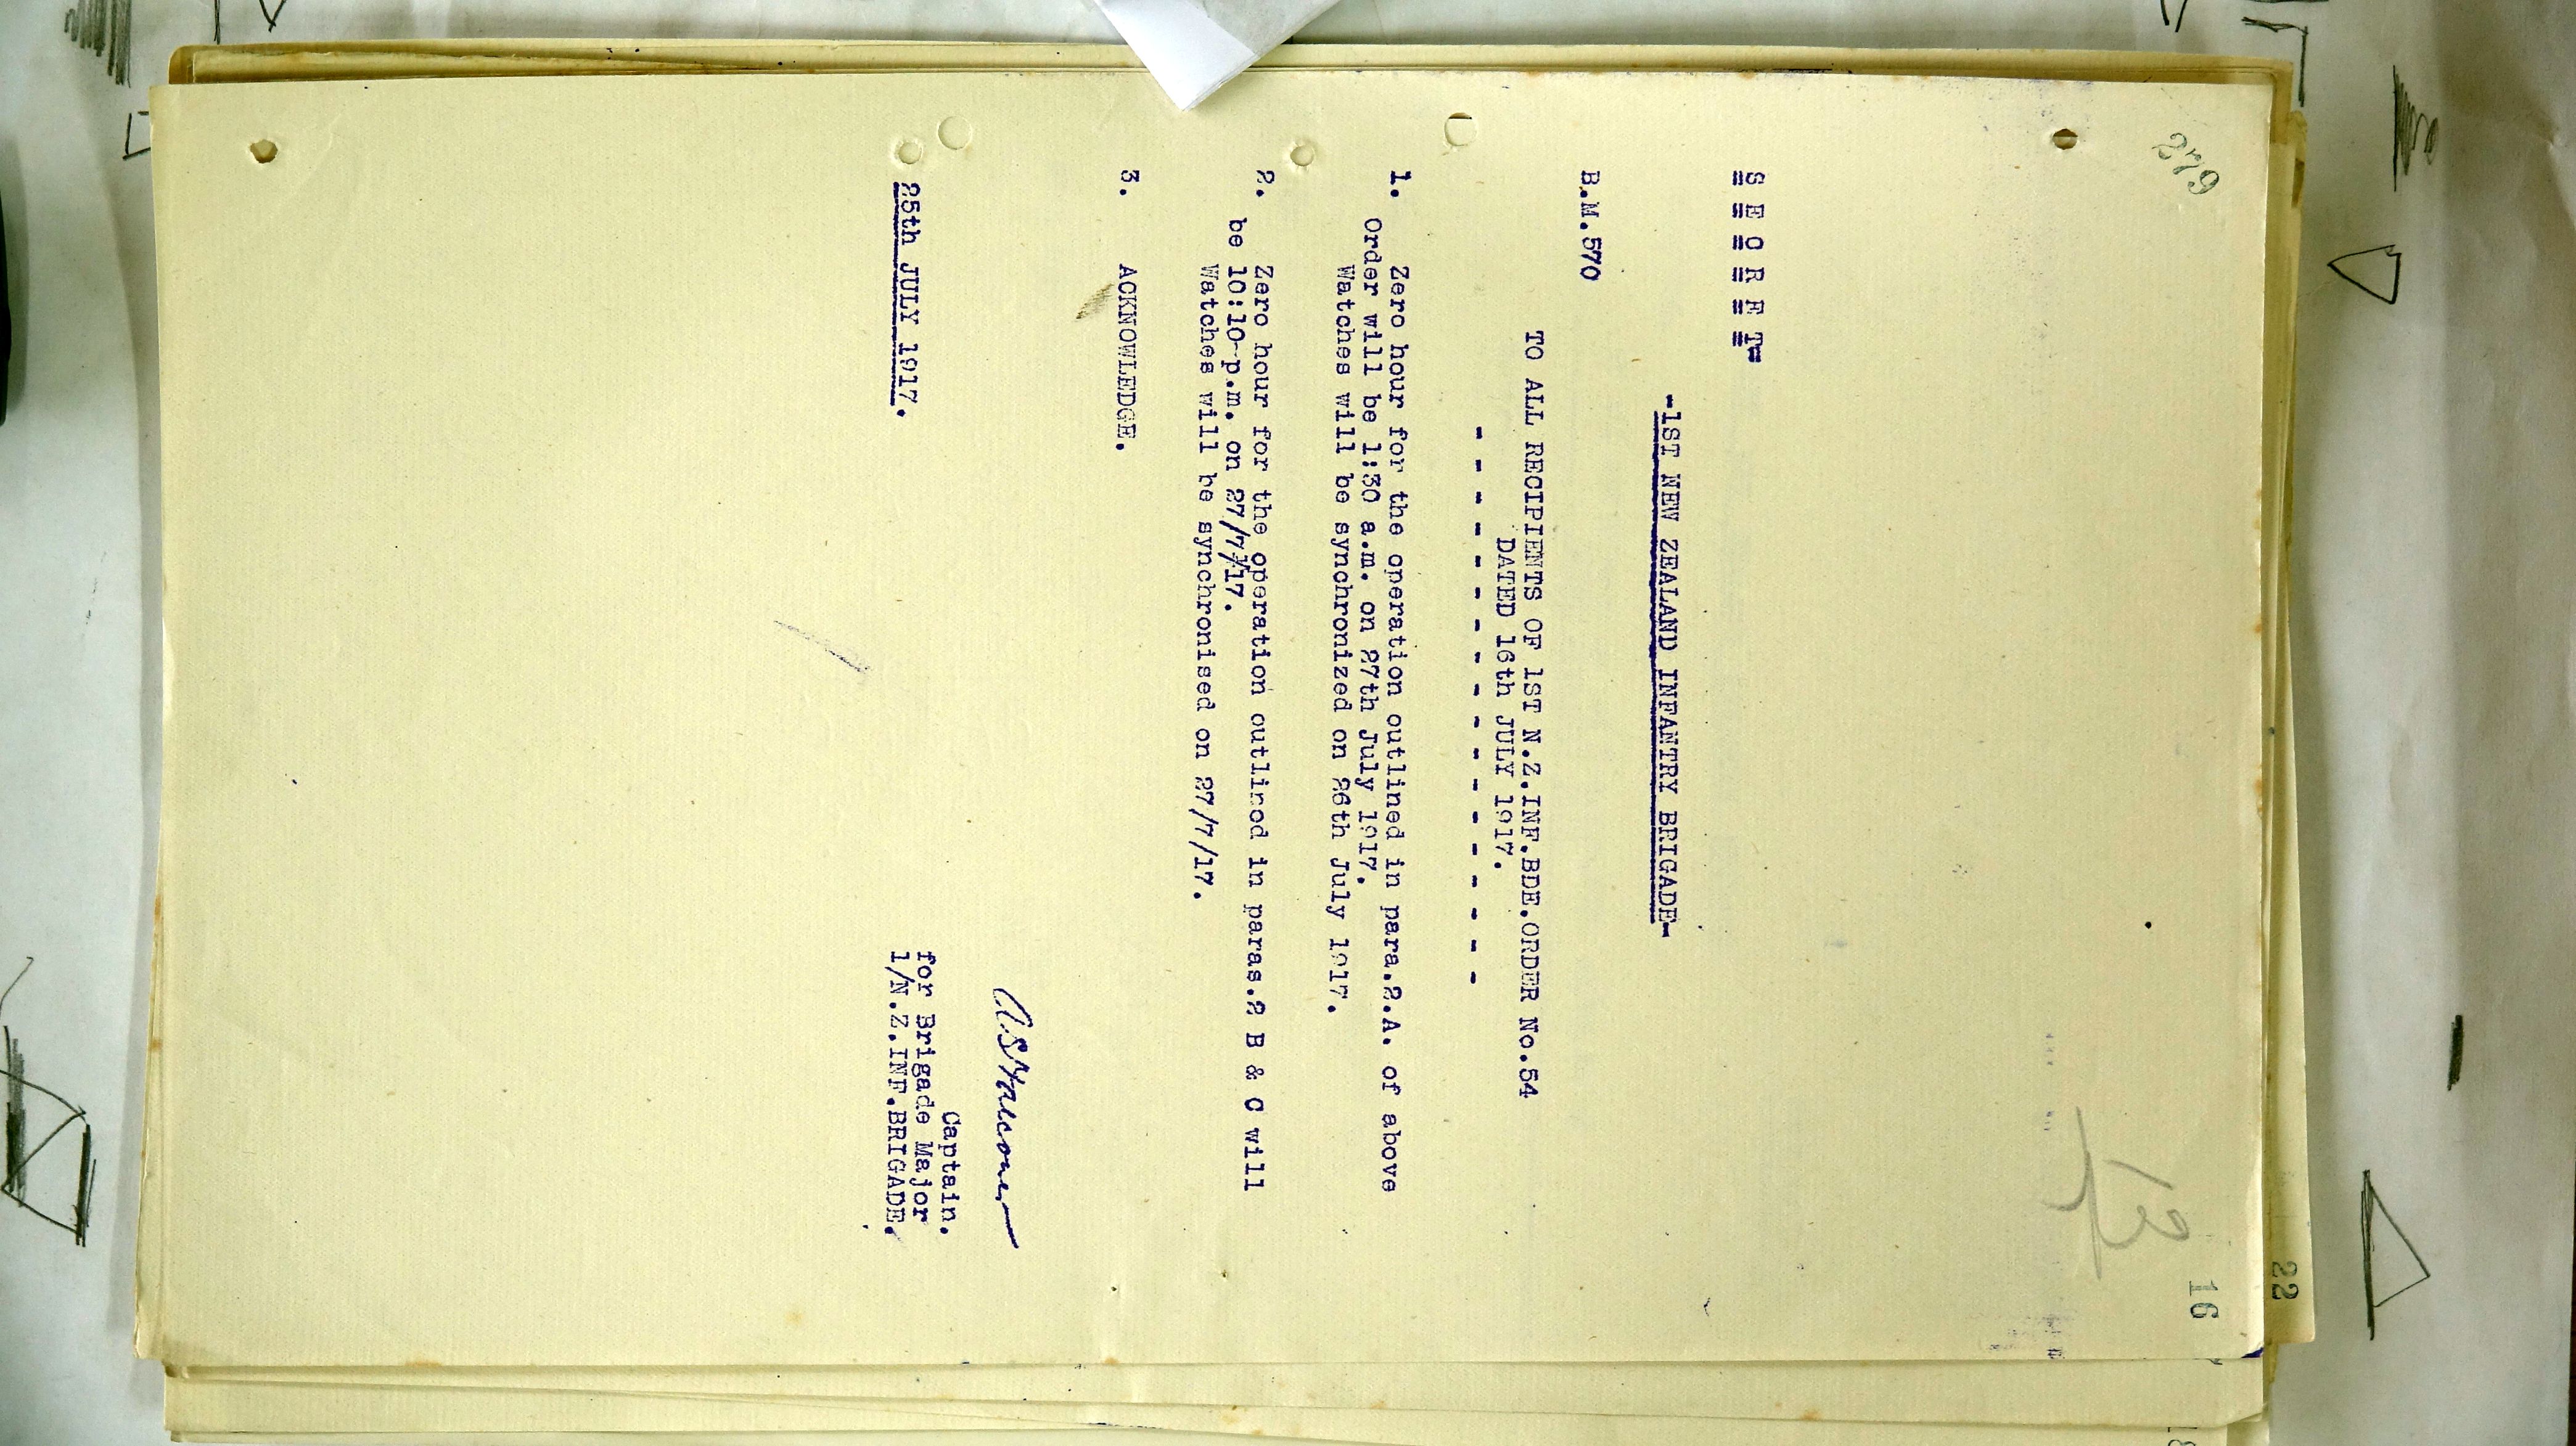 279
22
16
S E C R E T
-1ST NEW ZEALAND INFANTRY BRIGADE-
B.M.570
TO ALL RECIPIENTS OF 1ST N.Z.INF.BDE.ORDER No.54
DATED 16th JULY 1917.
- - - - - - - - - - - - - - - - - -
1. Zero hour for the operation outlined in para.2.A. of above
Order will be 1:30 a.m. on 27th July 1917.
Watches will be synchronized on 26th July 1917.
2. Zero hour for the operation outlined in paras.2 B & C will
be 10:10 p.m. on 27/7/17.
Watches will be synchronised on 27/7/17.
3. ACKNOWLEDGE.
Captain.
for Brigade Major
25th JULY 1917. 1/N.Z.INF.BRIGADE.